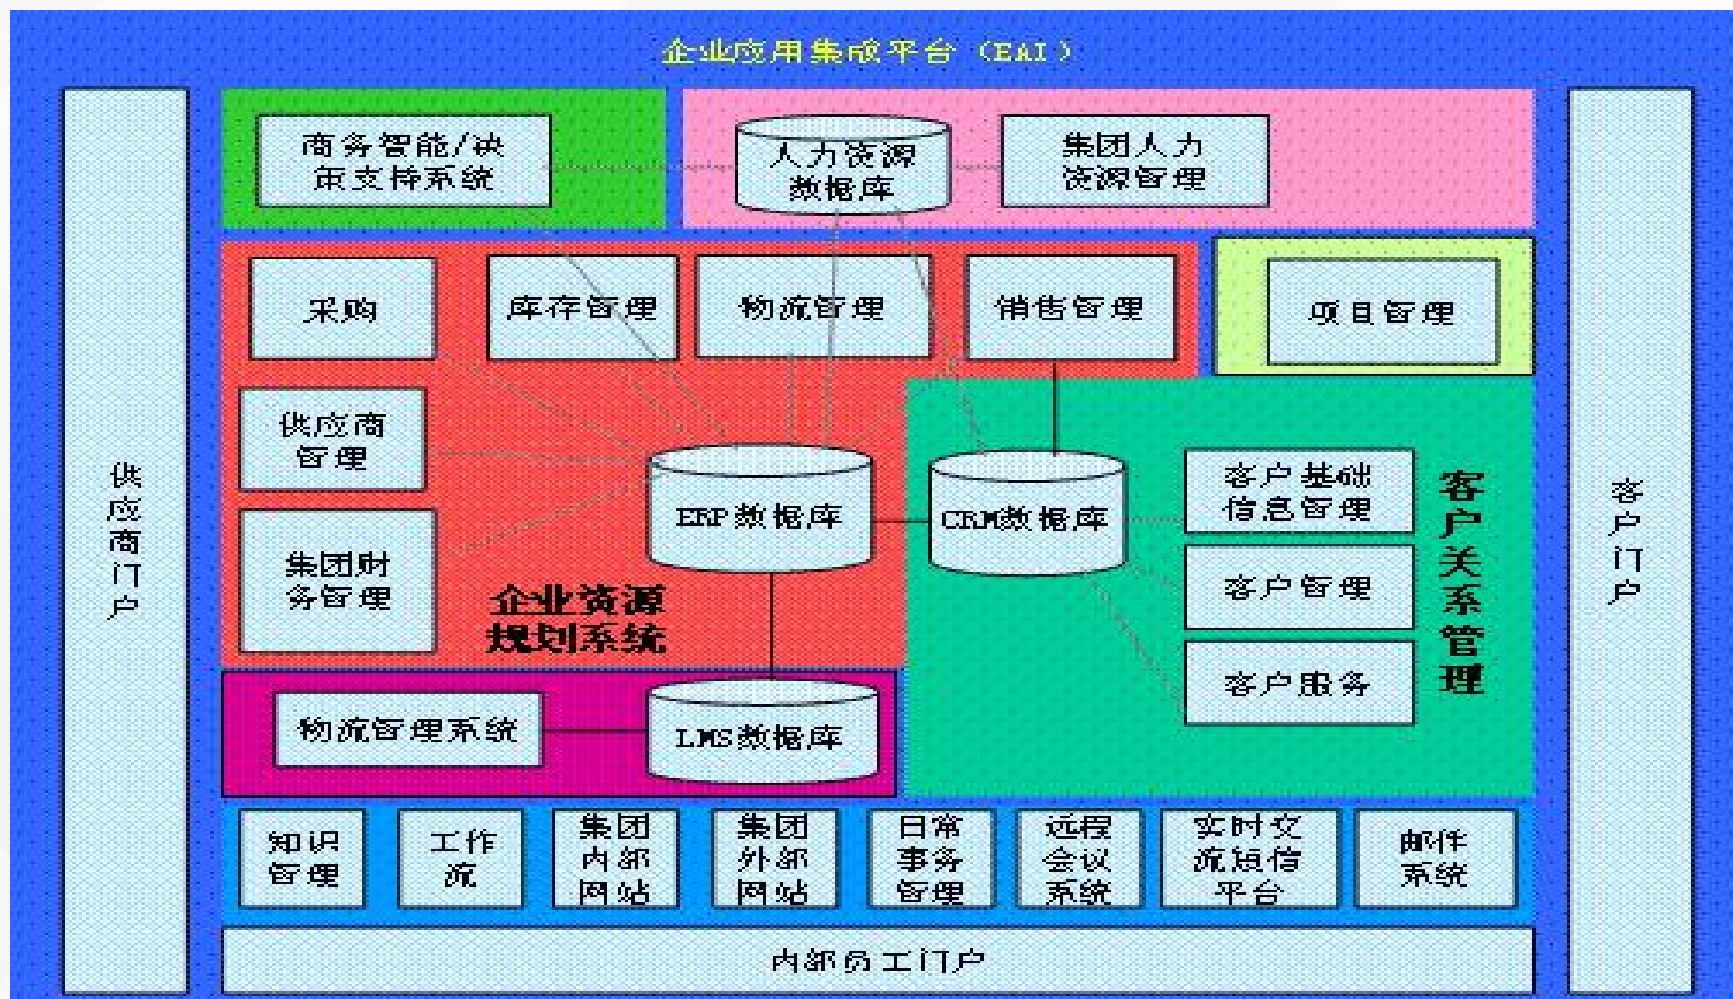 企业应用集成平台（EAI）
商务智能/决
策支持系统
人力资源
数据库
集团人力
资源管理
采购
库存管理
物流管理
销售管理
项目管理
供应商
管理
集团财
务管理
企业资源
规划系统
ERP数据库
CRM数据库
客户基础
信息管理
客户管理
客户服务
客户关系管理
供应商门户
客户门户
物流管理系统
LMS数据库
知识
管理
工作
流
集团
内部
网站
集团
外部
网站
日常
事务
管理
远程
会议
系统
实时交
流短信
平台
邮件
系统
内部员工门户